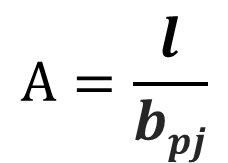 A = l / b_pj